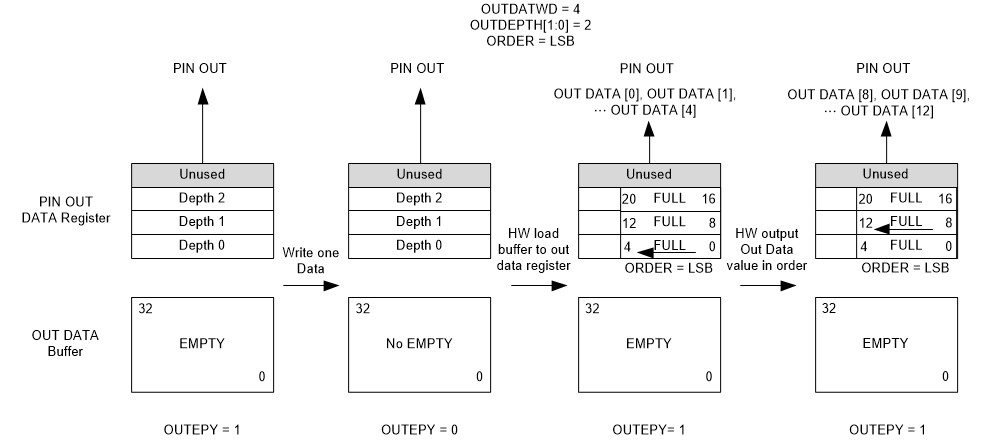 OUTDATWD = 4
OUTDEPTH[1:0] = 2
ORDER = LSB
PIN OUT
PIN OUT
PIN OUT
PIN OUT
OUT DATA [0], OUT DATA [1],
... OUT DATA [4]
OUT DATA [8], OUT DATA [9],
... OUT DATA [12]
PIN OUT
DATA Register
Unused
Depth 2
Depth 1
Depth 0
Unused
Depth 2
Depth 1
Depth 0
Unused
20 FULL 16
12 FULL 8
4 FULL 0
ORDER = LSB
Unused
20 FULL 16
12 FULL 8
4 FULL 0
ORDER = LSB
Write one
Data
HW load
buffer to out
data register
HW output
Out Data
value in order
OUT DATA
Buffer
32
EMPTY
0
32
No EMPTY
0
32
EMPTY
0
32
EMPTY
0
OUTEPY = 1
OUTEPY = 0
OUTEPY= 1
OUTEPY = 1